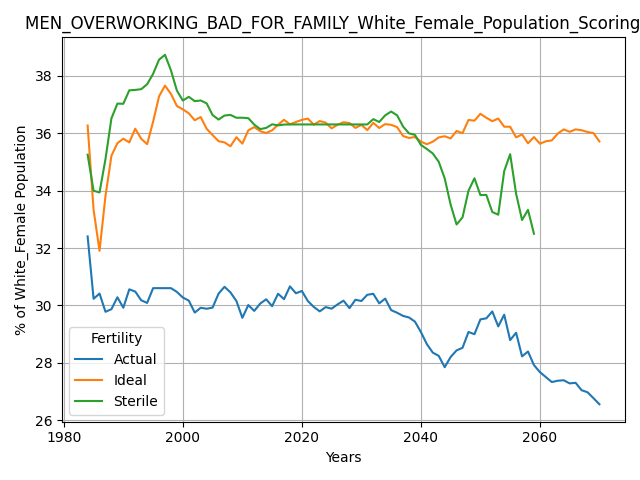 MEN_OVERWORKING_BAD_FOR_FAMILY_White_Female_Population_Scoring
% of White_Female Population
38
36
34
32
30
28
26
Fertility
Actual
Ideal
Sterile
1980
2000
2020
2040
2060
Years